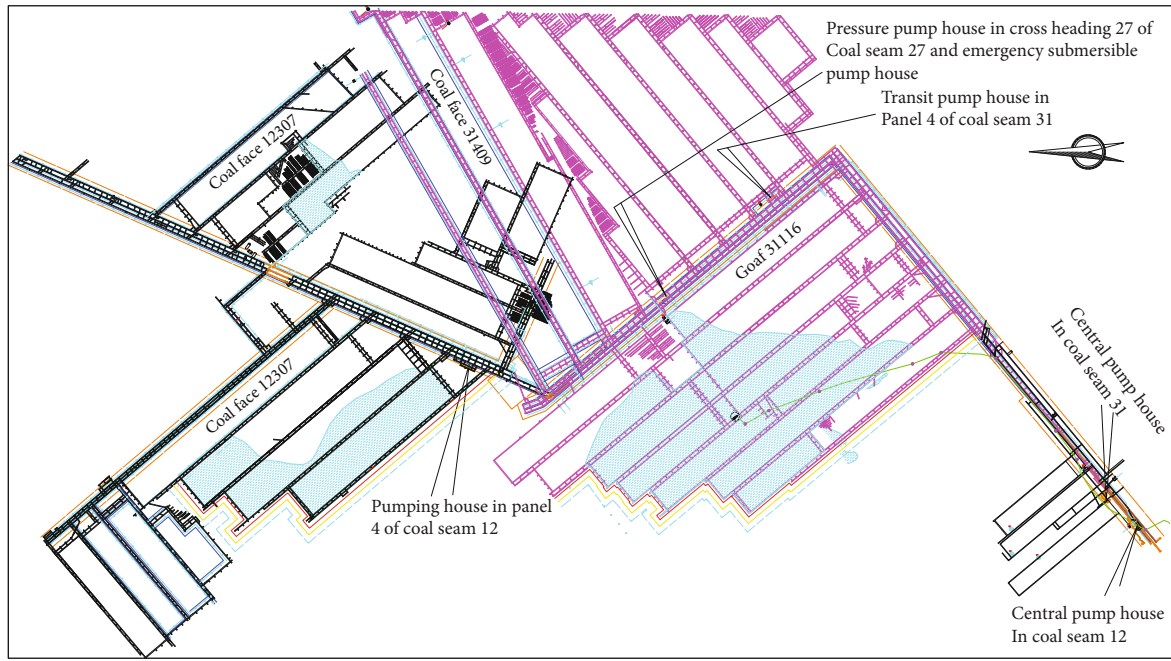 Pressure pump house in cross heading 27 of
Coal seam 27 and emergency submersible
pump house
Transit pump house in
Panel 4 of coal seam 31
Coal face 12307
Coal face 31409
Goaf 31116
Coal face 12307
Central pump house
In coal seam 31
Pumping house in panel
4 of coal seam 12
Central pump house
In coal seam 12